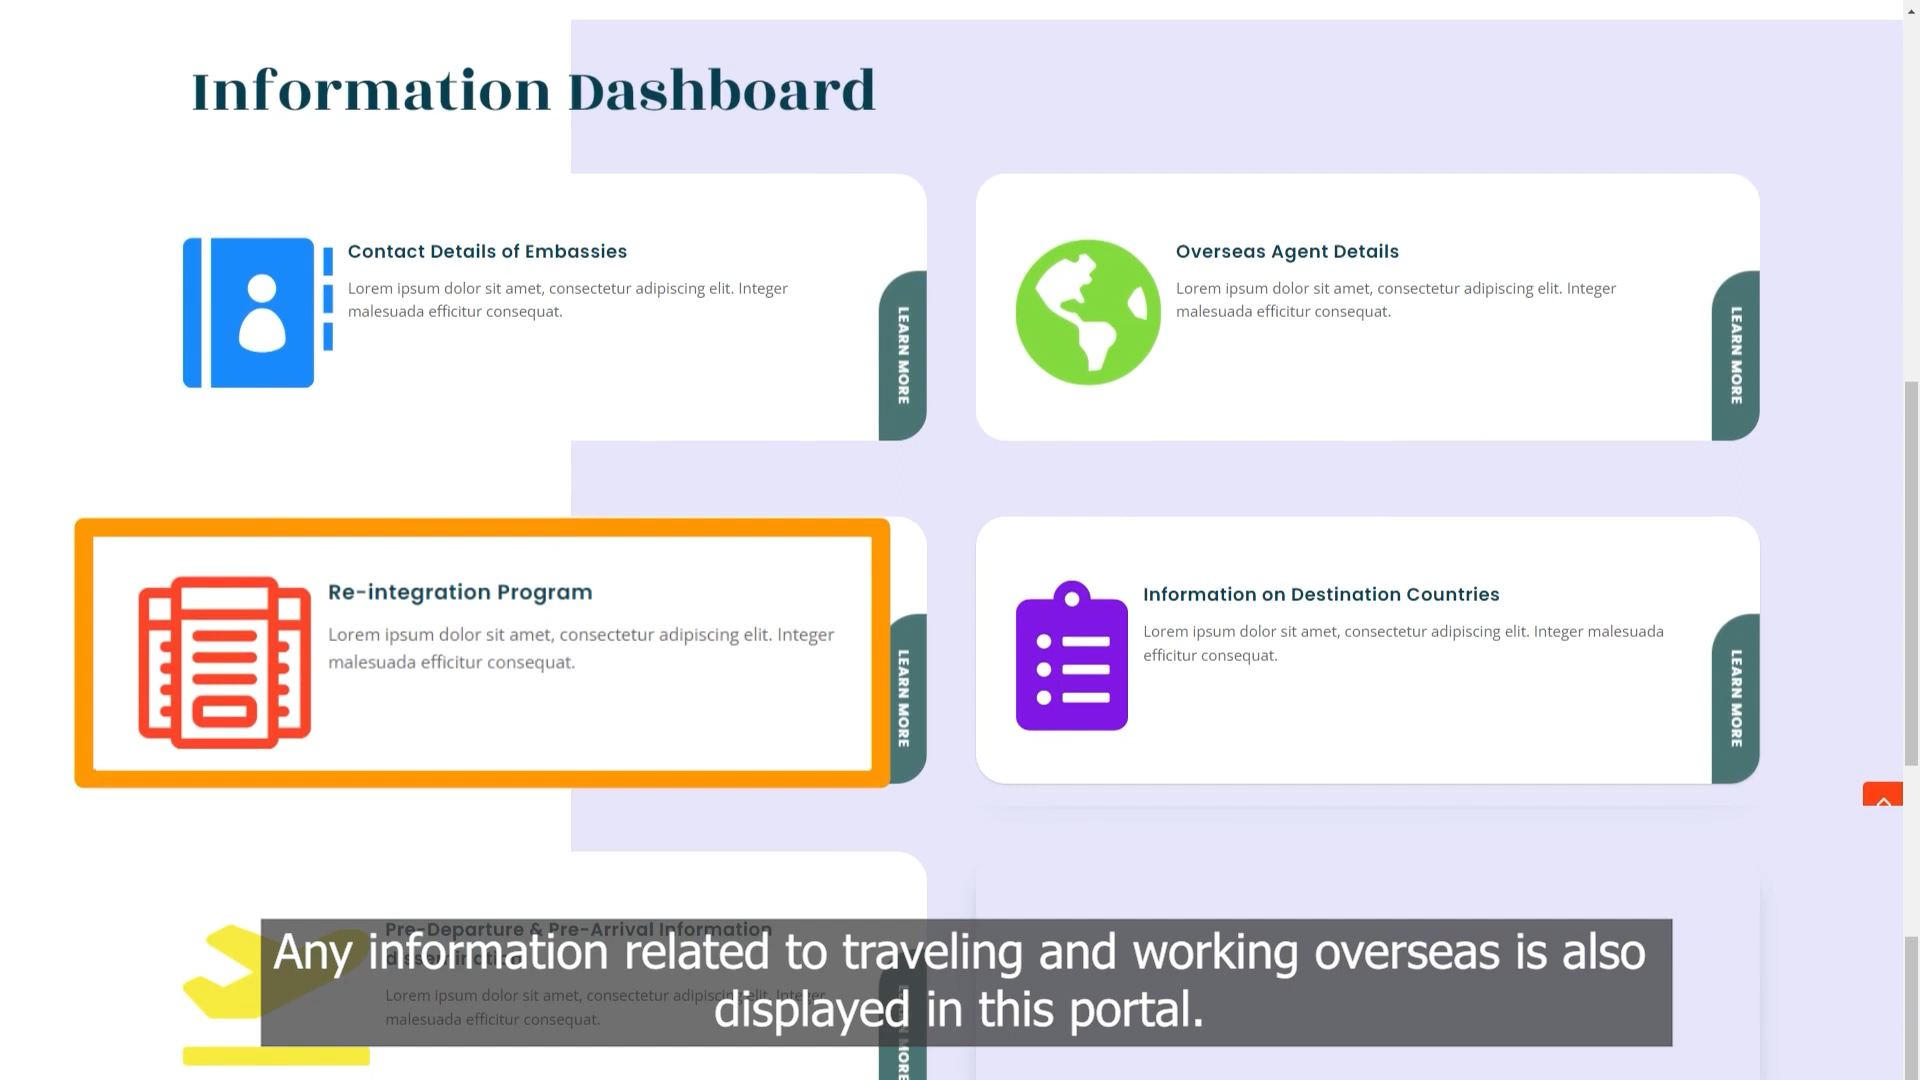 Information Dashboard
Contact Details of Embassies
Lorem ipsum dolor sit amet, consectetur adipiscing elit. Integer
malesuada efficitur consequat.
LEARN MORE
Overseas Agent Details
Lorem ipsum dolor sit amet, consectetur adipiscing elit. Integer
malesuada efficitur consequat.
LEARN MORE
Re-integration Program
Lorem ipsum dolor sit amet, consectetur adipiscing elit. Integer
malesuada efficitur consequat.
LEARN MORE
Information on Destination Countries
Lorem ipsum dolor sit amet, consectetur adipiscing elit. Integer malesuada
efficitur consequat.
LEARN MORE
Pre-Departure & Pre-Arrival Information
Lorem ipsum dolor sit amet, consectetur adipiscing elit. Integer
malesuada efficitur consequat.
MORE
Any information related to traveling and working overseas is also
displayed in this portal.